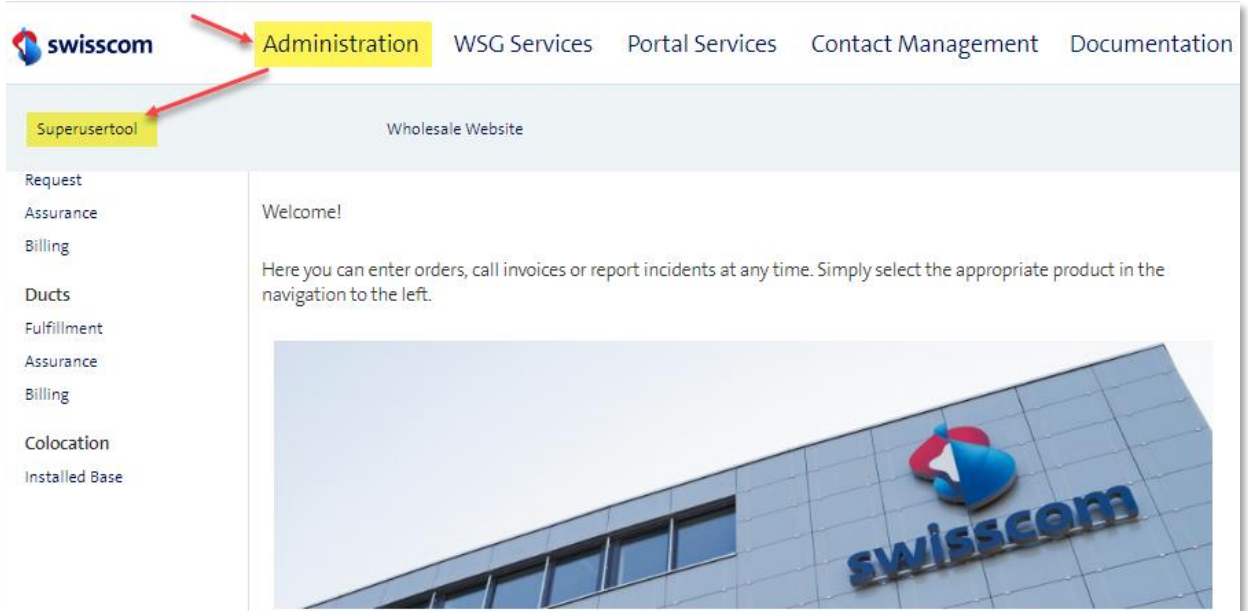 swisscom
Administration WSG Services Portal Services Contact Management Documentation
Superusertool Wholesale Website
Request
Assurance
Billing
Ducts
Fulfillment
Assurance
Billing
Colocation
Installed Base
Welcome!
Here you can enter orders, call invoices or report incidents at any time. Simply select the appropriate product in the
navigation to the left.
swisscom